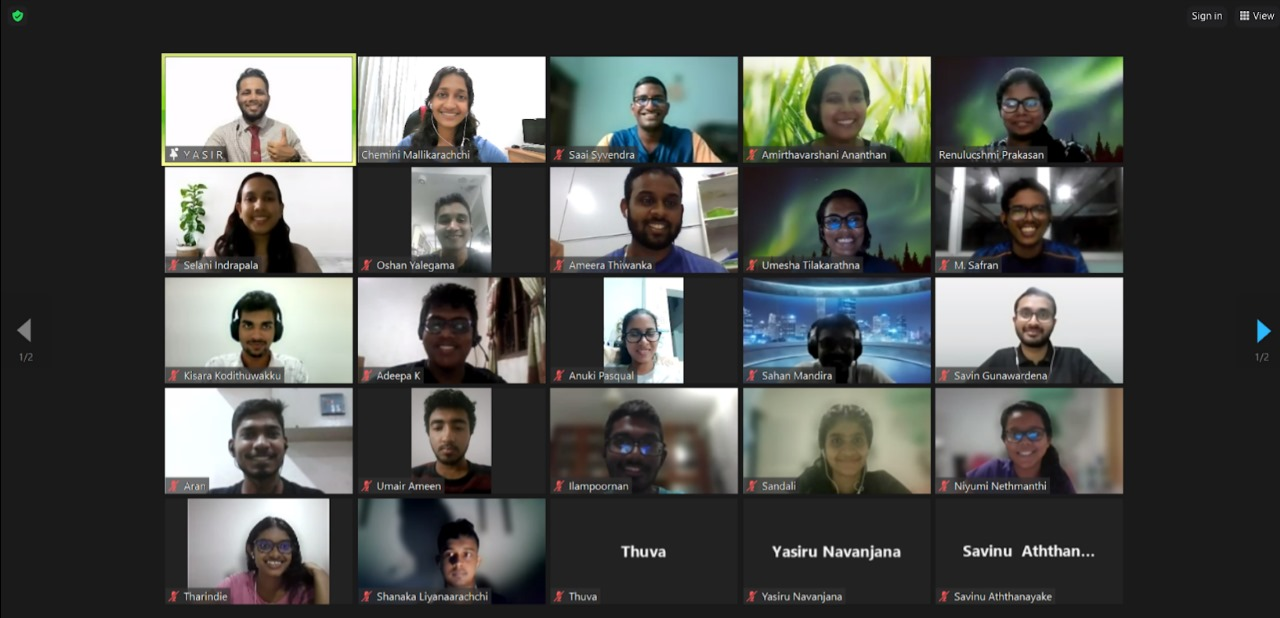 Sign in
View
YASIR
Chemini Mallikarachchi
Saai Syvendra
Amirthavarshani Ananthan
Renulucshmi Prakasan
Selani Indrapala
Oshan Yalegama
Ameera Thiwanka
Umesha Tilakarathna
M. Safran
1/2
1/2
Kisara Kodithuwakku
Adeepa K
Anuki Pasqual
Sahan Mandira
Savin Gunawardena
Aran
Umair Ameen
Ilampoornan
Sandali
Niyumi Nethmanthi
Thuva
Yasiru Navanjana
Savinu Aththan...
Tharindie
Shanaka Liyanaarachchi
Thuva
Yasiru Navanjana
Savinu Aththanayake